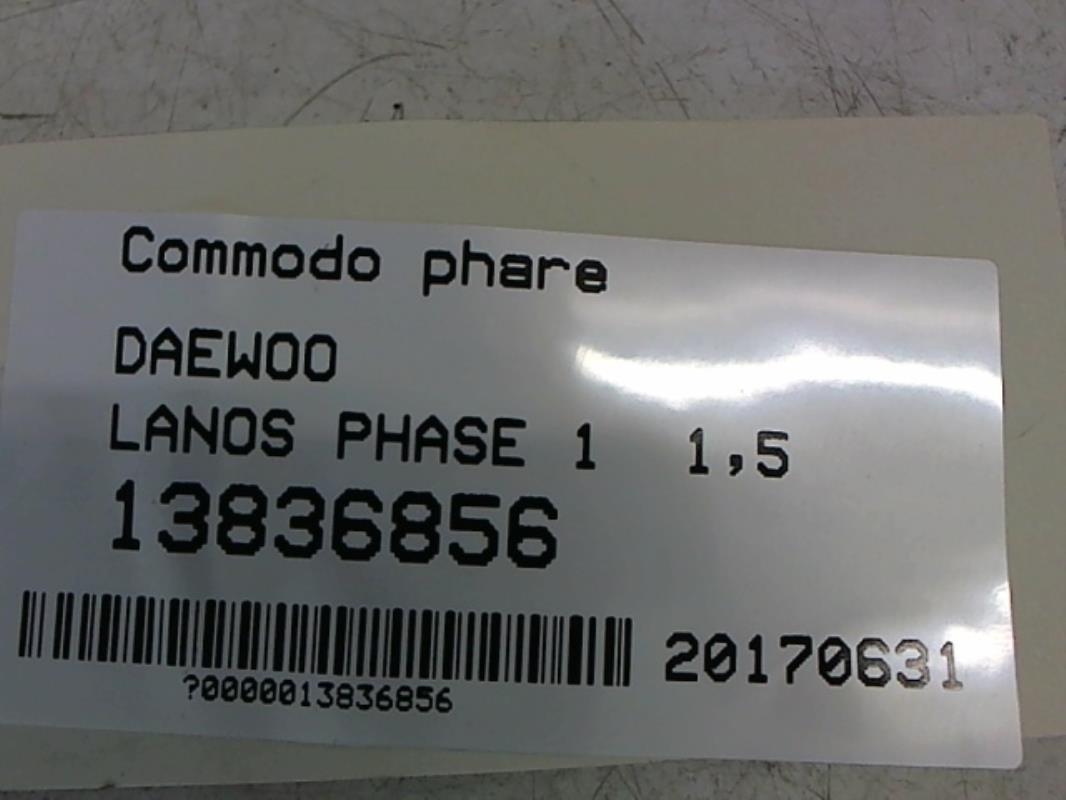 Commodo phare
DAEWOO
LANOS PHASE 1 1,5
13836856
20170631
?0000013836856